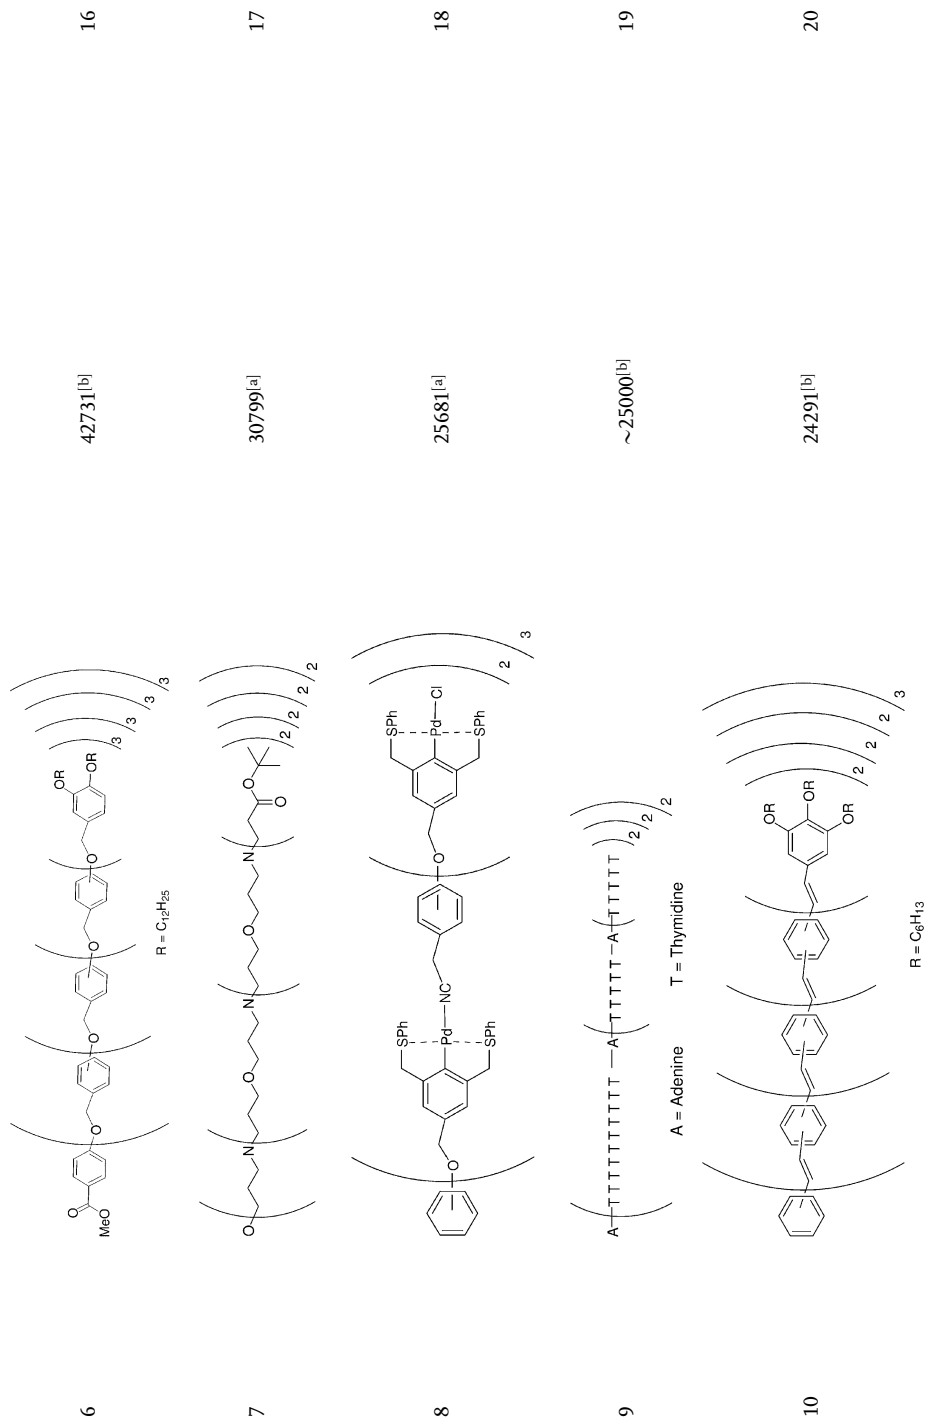 6
MeO O O O O O OR OR 3 3 3 3
R = C12H25
42731[b]
16
7
O N O N O N O O 2 2 2 2
30799[a]
17
8
O SPh Pd SPh NC O SPh Pd Cl SPh 2 3
25681[a]
18
9
A–TTTTTTTTTT–A–TTTTT–A–TTTTT 2 2 2
A = Adenine T = Thymidine
~25000[b]
19
10
OR OR OR 2 2 2 3
R = C6H13
24291[b]
20